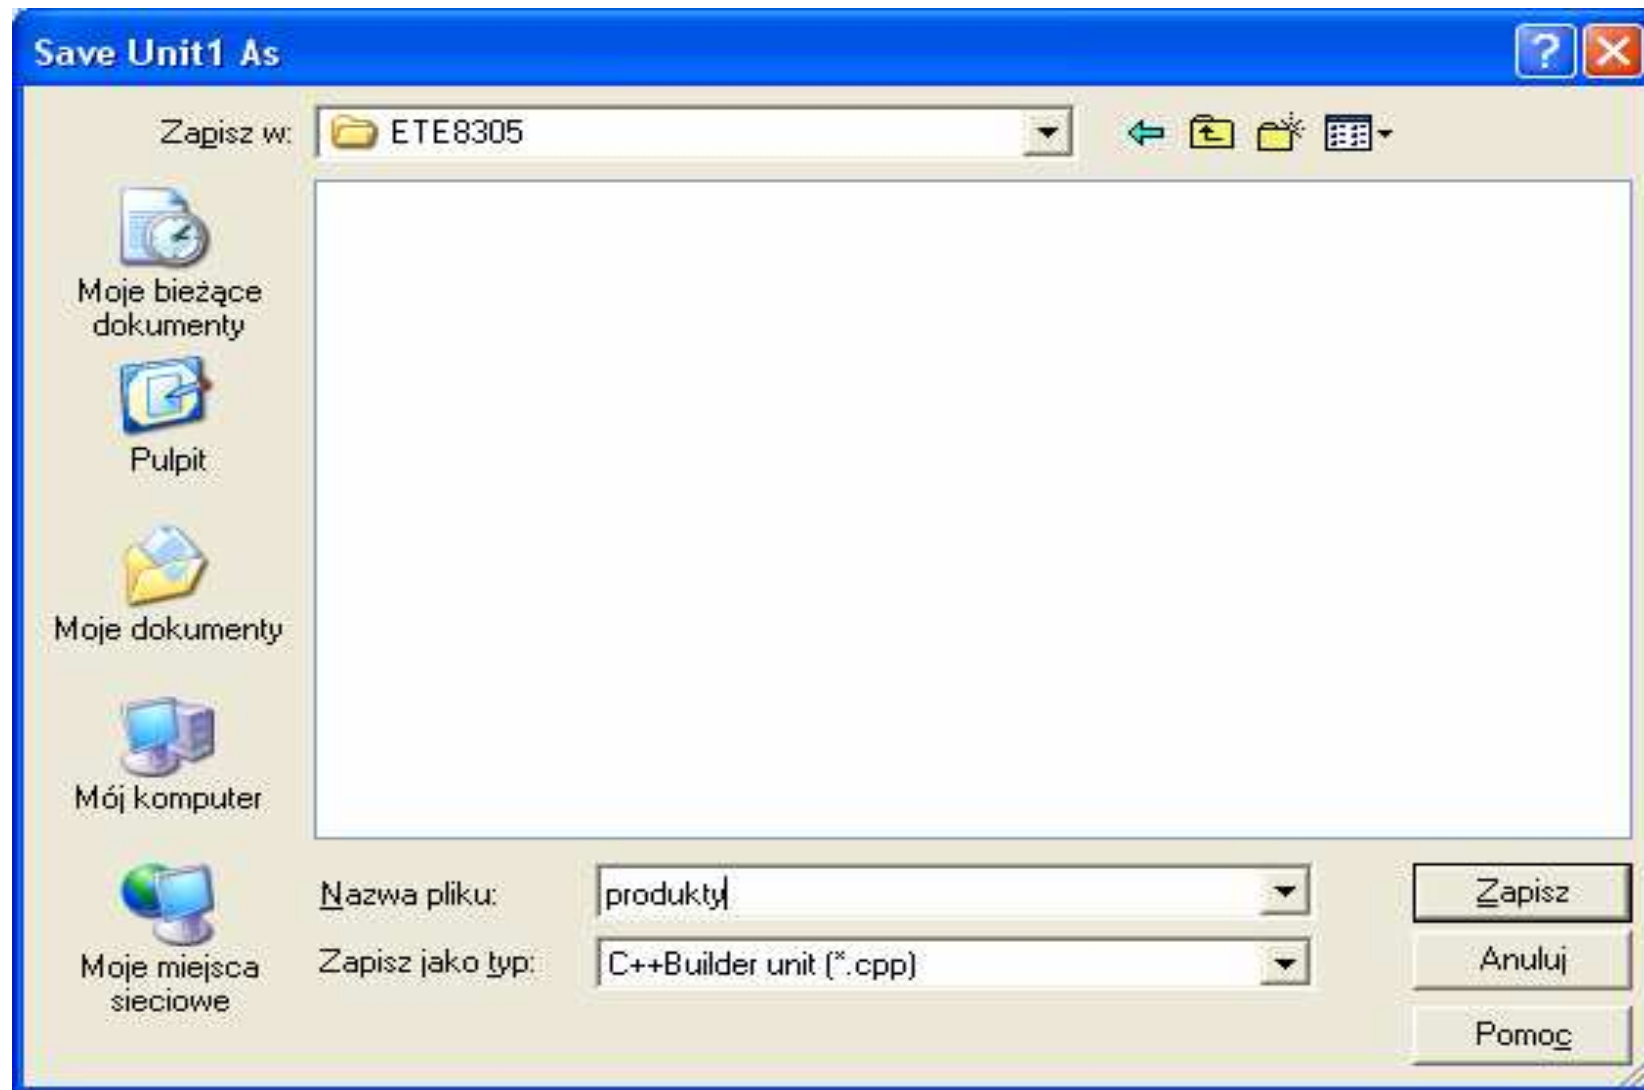 Save Unit1 As
Zapisz w:
ETE8305
Moje bieżące
dokumenty
Pulpit
Moje dokumenty
Mój komputer
Moje miejsca
sieciowe
Nazwa pliku:
produkty
Zapisz
Zapisz jako typ:
C++Builder unit (*.cpp)
Anuluj
Pomoc